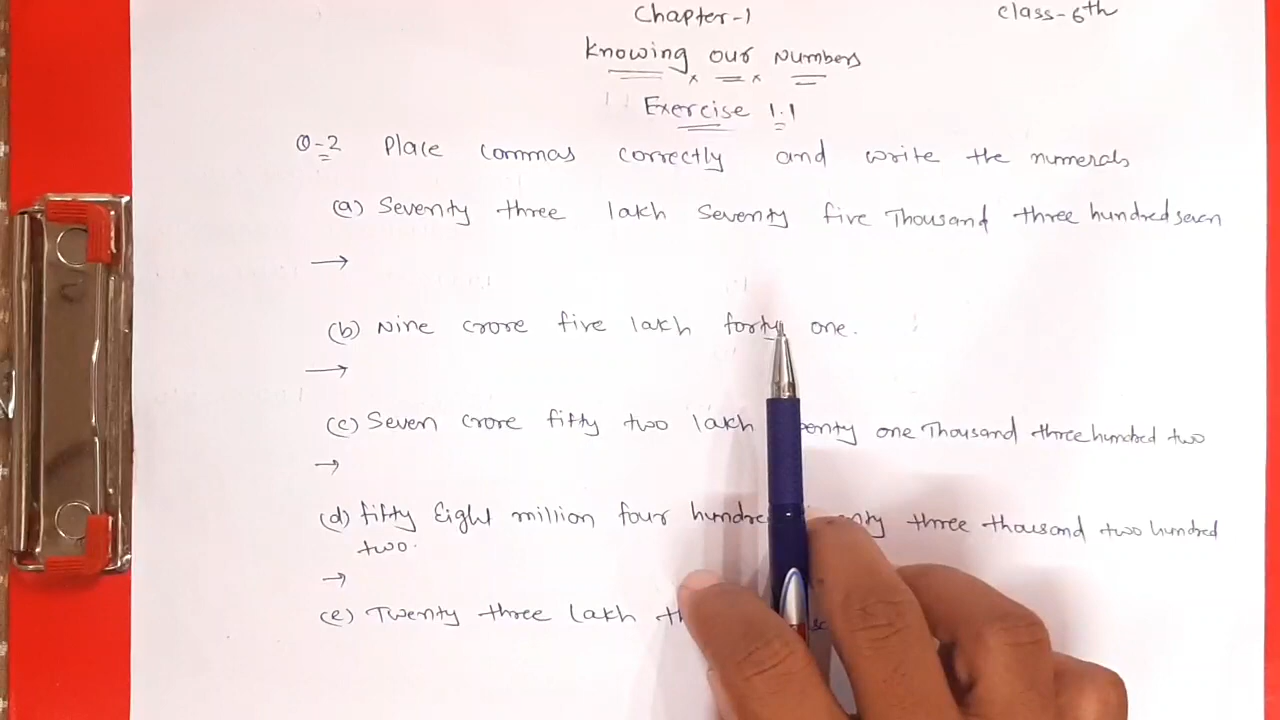 Chapter-1 Class-6th
Knowing our Numbers
Exercise 1.1
Q-2 Place commas correctly and write the numerals
(a) Seventy three lakh Seventy five Thousand three hundred seven
→
(b) Nine crore five lakh forty one.
→
(c) Seven crore fifty two lakh one Thousand three hundred two
→
(d) fifty Eight million four three thousand two hundred
two.
→
(e) Twenty three lakh